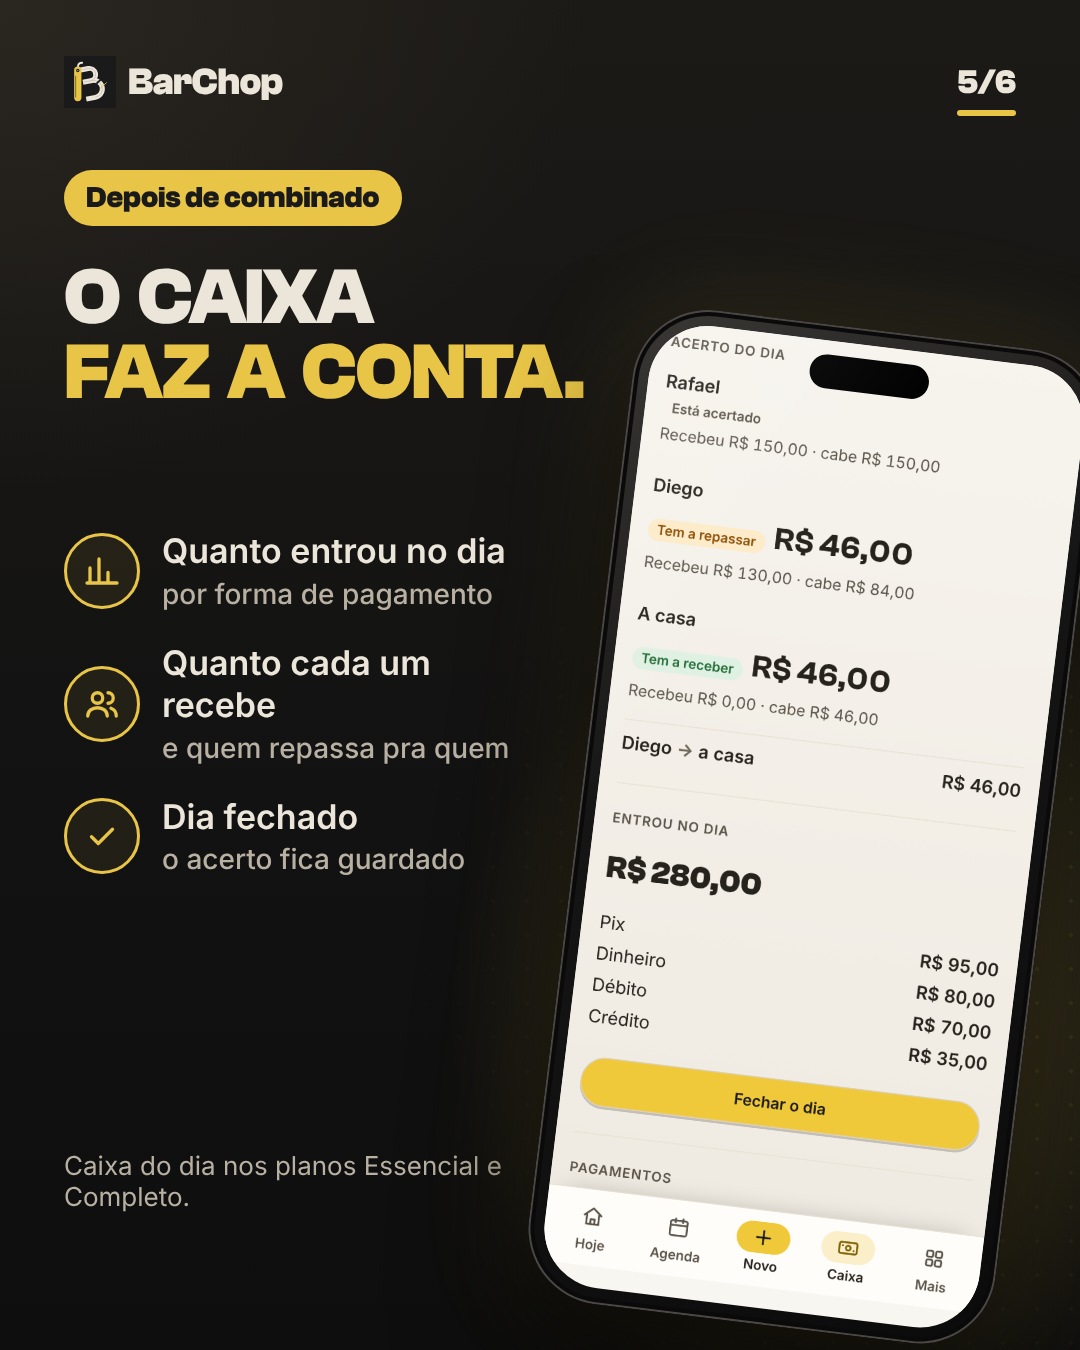 BarChop
5/6
Depois de combinado
O CAIXA
FAZ A CONTA.
Quanto entrou no dia
por forma de pagamento
Quanto cada um
recebe
e quem repassa pra quem
Dia fechado
o acerto fica guardado
Caixa do dia nos planos Essencial e
Completo.
ACERTO DO DIA
Rafael
Está acertado
Recebeu R$ 150,00 · cabe R$ 150,00
Diego
Tem a repassar R$ 46,00
Recebeu R$ 130,00 · cabe R$ 84,00
A casa
Tem a receber R$ 46,00
Recebeu R$ 0,00 · cabe R$ 46,00
Diego → a casa R$ 46,00
ENTROU NO DIA
R$ 280,00
Pix R$ 95,00
Dinheiro R$ 80,00
Débito R$ 70,00
Crédito R$ 35,00
Fechar o dia
PAGAMENTOS
Hoje Agenda Novo Caixa Mais